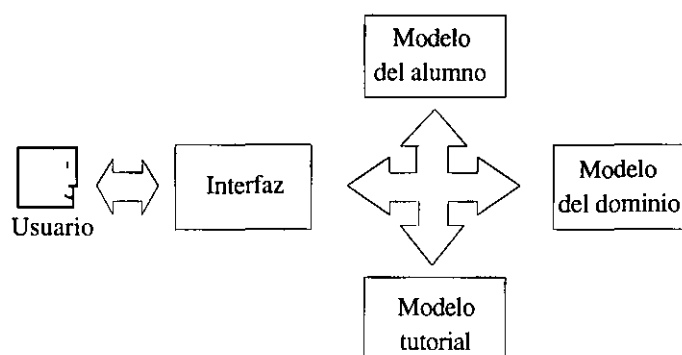 Modelo
del alumno
Interfaz
Usuario
Modelo
del dominio
Modelo
tutorial